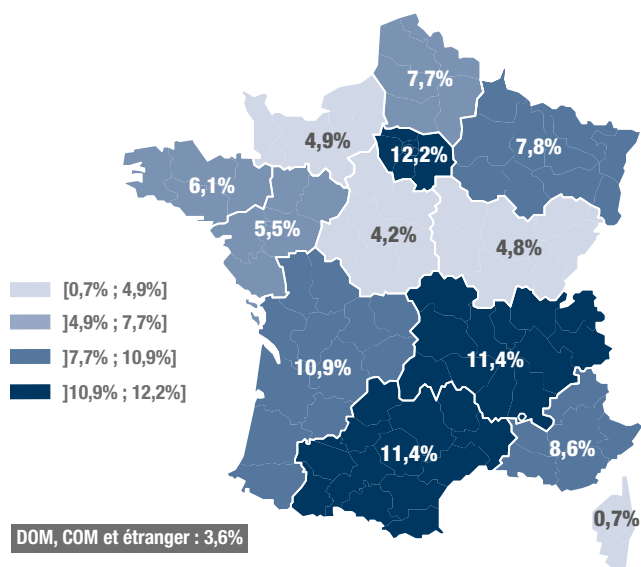 7,7%
4,9%
12,2%
7,8%
6,1%
5,5%
4,2%
4,8%
[0,7% ; 4,9%]
]4,9% ; 7,7%]
]7,7% ; 10,9%]
]10,9% ; 12,2%]
10,9%
11,4%
11,4%
8,6%
0,7%
DOM, COM et étranger : 3,6%